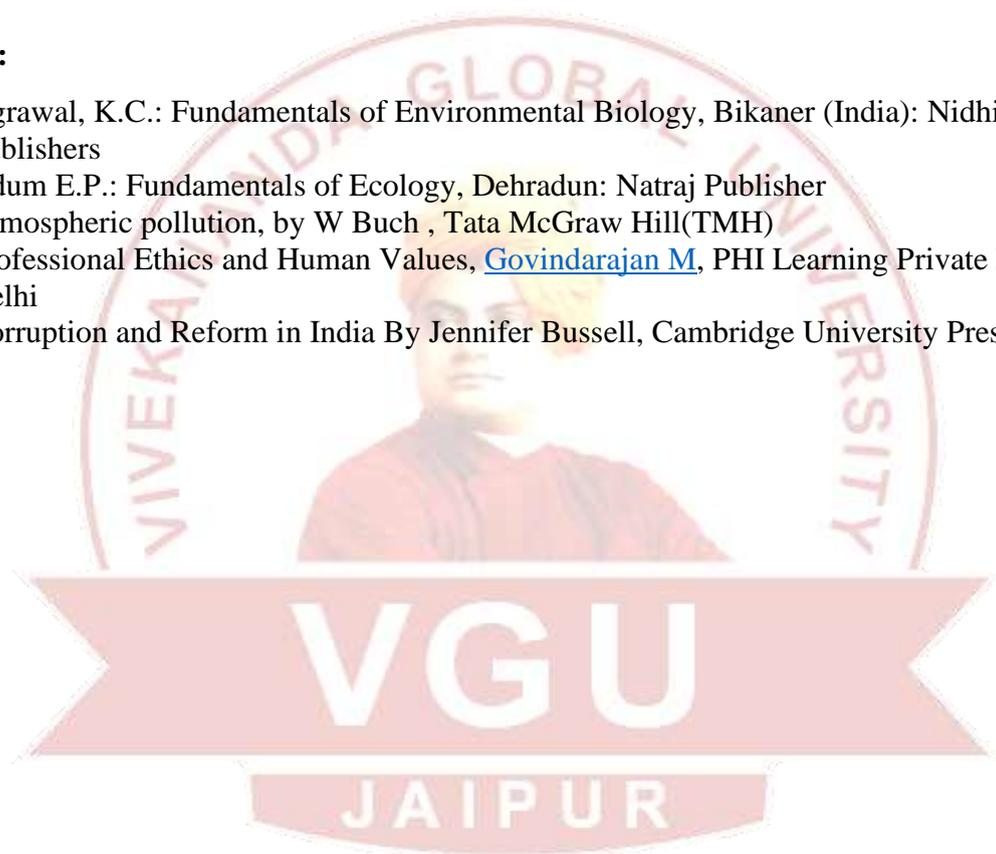 :
grawal, K.C.: Fundamentals of Environmental Biology, Bikaner (India): Nidhi
blishers
dum E.P.: Fundamentals of Ecology, Dehradun: Natraj Publisher
mospheric pollution, by W Buch , Tata McGraw Hill(TMH)
ofessional Ethics and Human Values, Govindarajan M, PHI Learning Private
elhi
orruption and Reform in India By Jennifer Bussell, Cambridge University Pres
VIVEKANANDA GLOBAL UNIVERSITY
VGU
JAIPUR